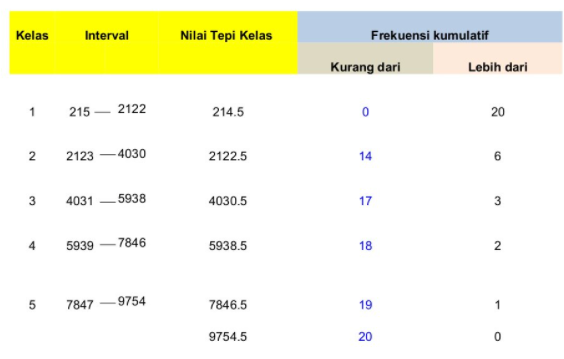 Kelas Interval Nilai Tepi Kelas Frekuensi kumulatif
Kurang dari Lebih dari
1 215 — 2122 214.5 0 20
2 2123 — 4030 2122.5 14 6
3 4031 — 5938 4030.5 17 3
4 5939 — 7846 5938.5 18 2
5 7847 — 9754 7846.5 19 1
9754.5 20 0